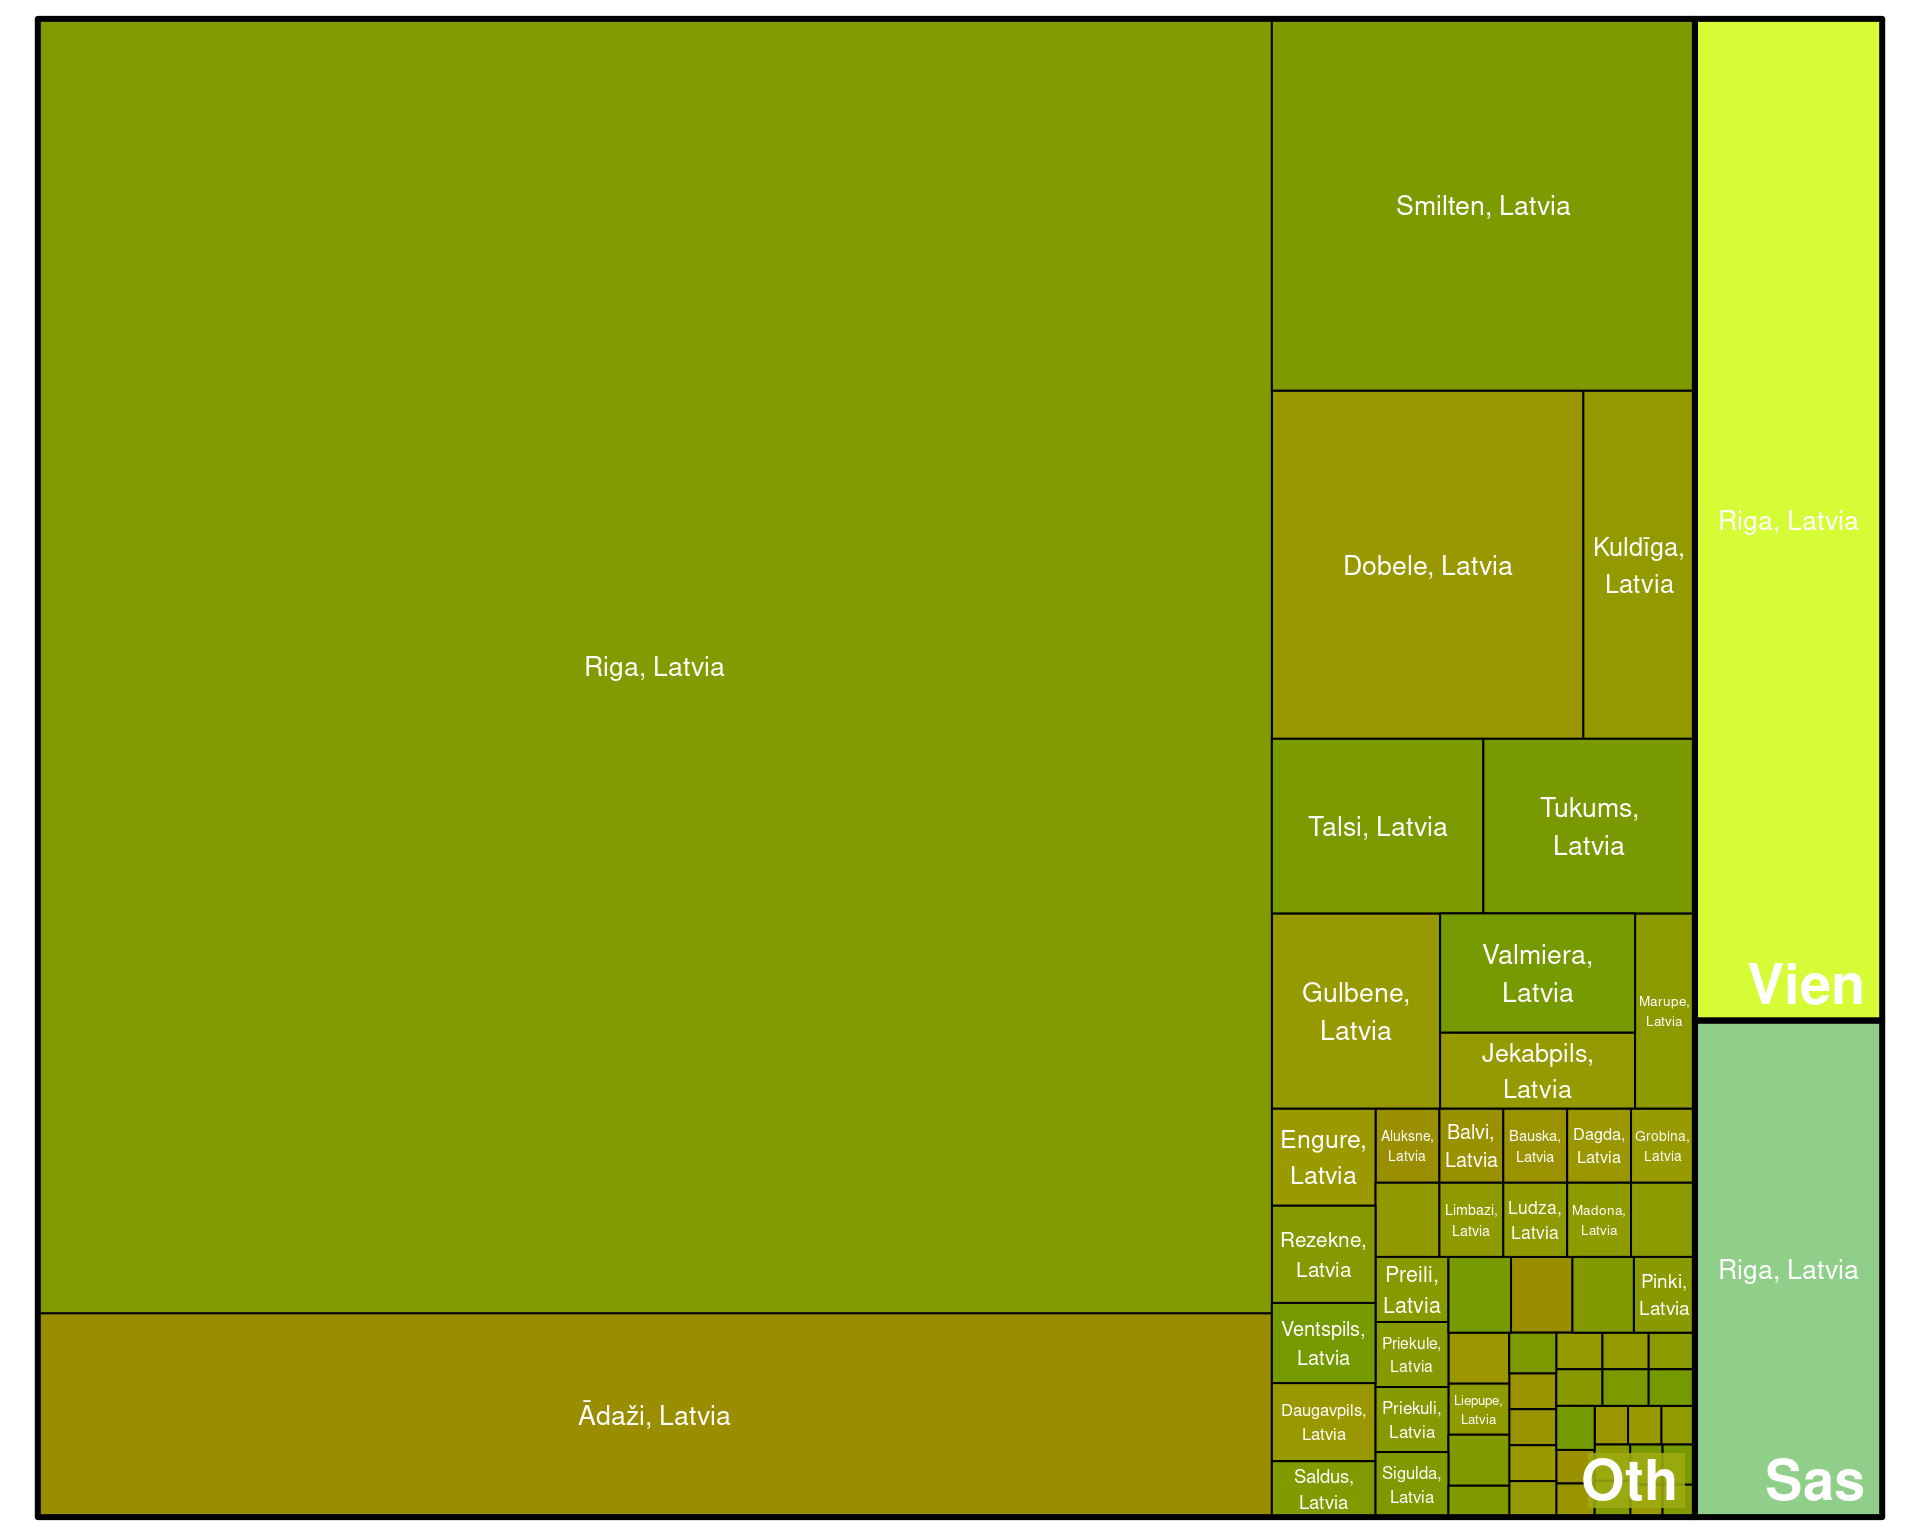 Riga, Latvia
Ādaži, Latvia
Smilten, Latvia
Dobele, Latvia
Kuldīga,
Latvia
Talsi, Latvia
Tukums,
Latvia
Gulbene,
Latvia
Valmiera,
Latvia
Jekabpils,
Latvia
Marupe,
Latvia
Engure,
Latvia
Rezekne,
Latvia
Ventspils,
Latvia
Daugavpils,
Latvia
Saldus,
Latvia
Aluksne,
Latvia
Balvi,
Latvia
Bauska,
Latvia
Dagda,
Latvia
Grobina,
Latvia
Limbazi,
Latvia
Ludza,
Latvia
Madona,
Latvia
Preili,
Latvia
Pinki,
Latvia
Priekule,
Latvia
Priekuli,
Latvia
Sigulda,
Latvia
Liepupe,
Latvia
Oth
Riga, Latvia
Vien
Riga, Latvia
Sas